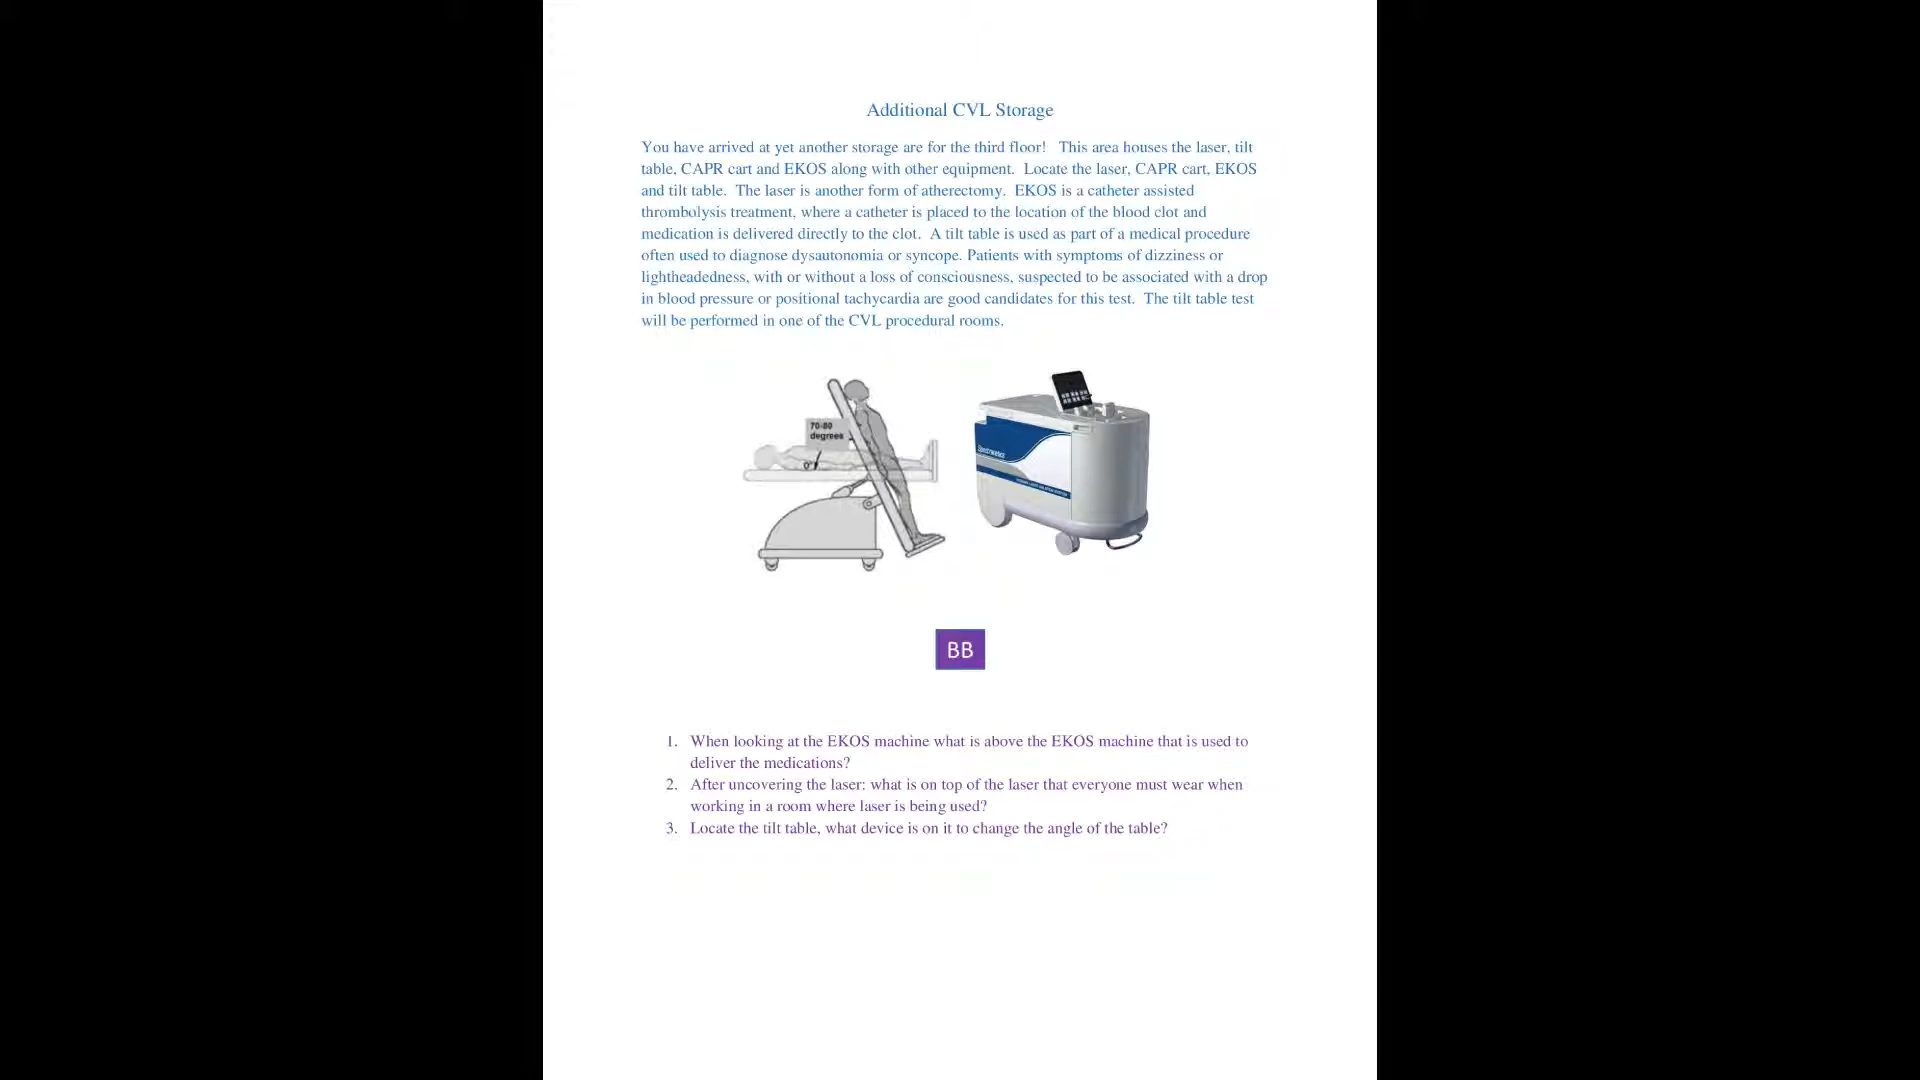 Additional CVL Storage
You have arrived at yet another storage are for the third floor!   This area houses the laser, tilt
table, CAPR cart and EKOS along with other equipment.  Locate the laser, CAPR cart, EKOS
and tilt table.  The laser is another form of atherectomy.  EKOS is a catheter assisted
thrombolysis treatment, where a catheter is placed to the location of the blood clot and
medication is delivered directly to the clot.  A tilt table is used as part of a medical procedure
often used to diagnose dysautonomia or syncope. Patients with symptoms of dizziness or
lightheadedness, with or without a loss of consciousness, suspected to be associated with a drop
in blood pressure or positional tachycardia are good candidates for this test.  The tilt table test
will be performed in one of the CVL procedural rooms.
70-80
degrees
0°
Spectranetics
BB
1. When looking at the EKOS machine what is above the EKOS machine that is used to
deliver the medications?
2. After uncovering the laser: what is on top of the laser that everyone must wear when
working in a room where laser is being used?
3. Locate the tilt table, what device is on it to change the angle of the table?